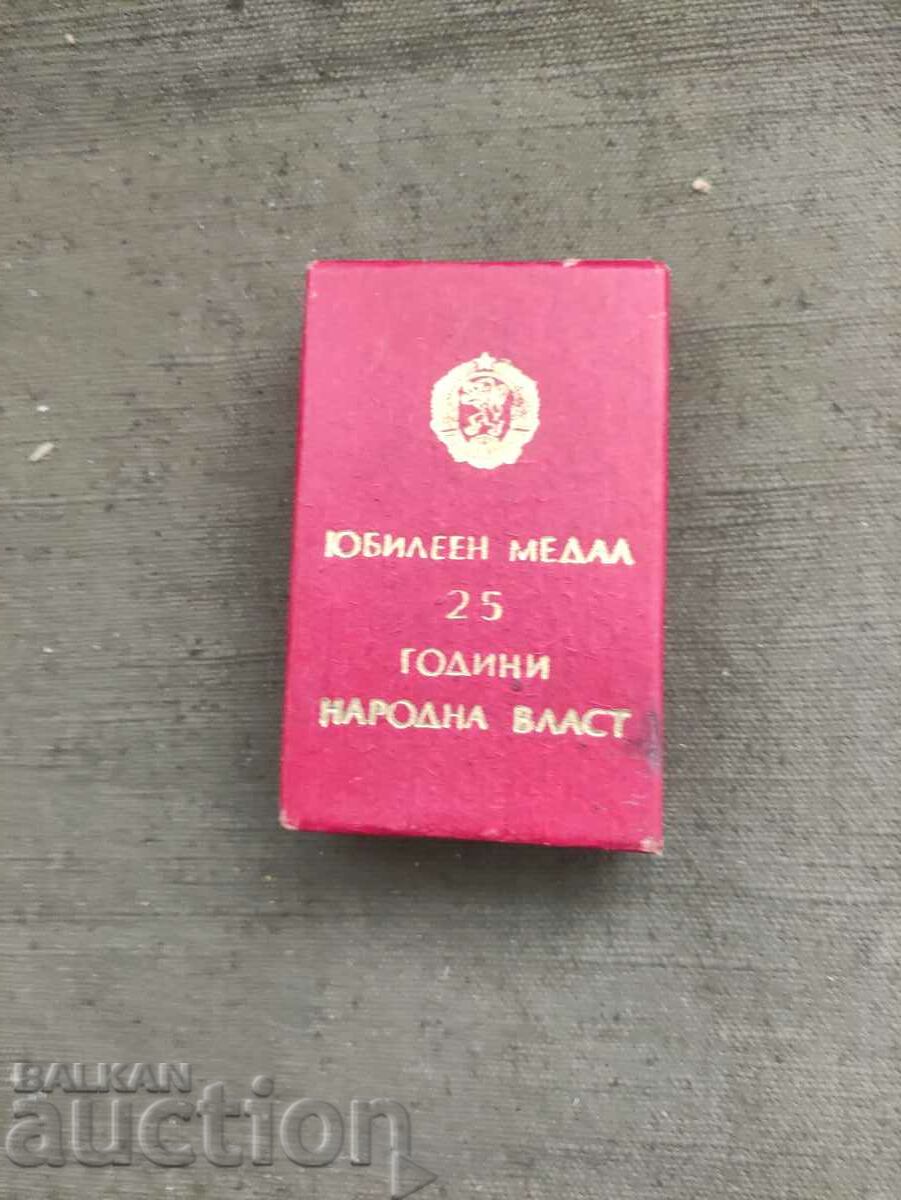 ЮБИЛЕЕН МЕДАЛ
25
ГОДИНИ
НАРОДНА ВЛАСТ
BALKAN
auction